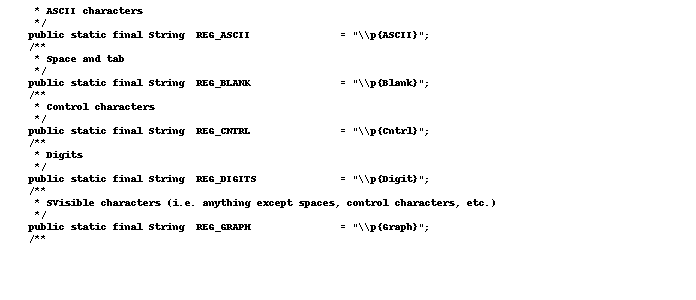 * ASCII characters
*/
public static final String REG_ASCII = "\\p{ASCII}";
/**
* Space and tab
*/
public static final String REG_BLANK = "\\p{Blank}";
/**
* Control characters
*/
public static final String REG_CNTRL = "\\p{Cntrl}";
/**
* Digits
*/
public static final String REG_DIGITS = "\\p{Digit}";
/**
* SVisible characters (i.e. anything except spaces, control characters, etc.)
*/
public static final String REG_GRAPH = "\\p{Graph}";
/**